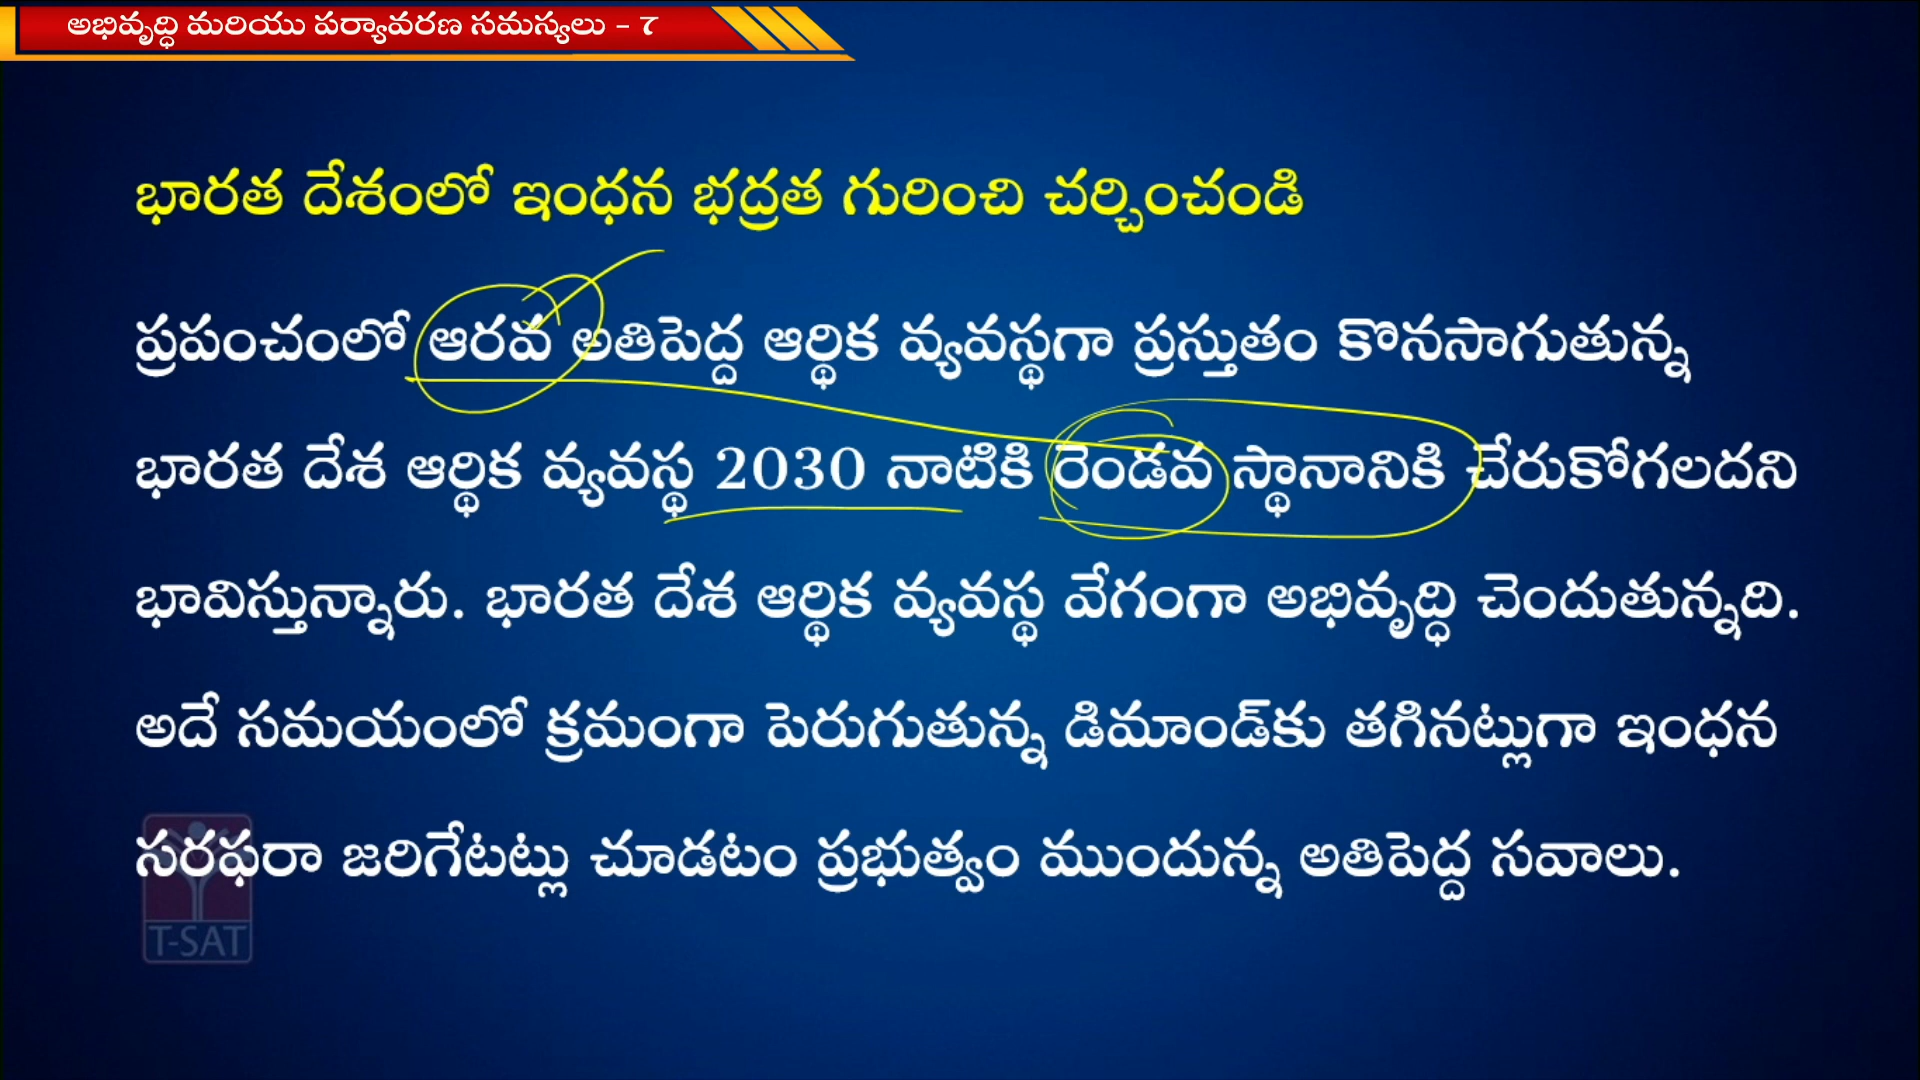 అభివృద్ధి మరియు పర్యావరణ సమస్యలు - 7
భారత దేశంలో ఇంధన భద్రత గురించి చర్చించండి
ప్రపంచంలో ఆరవ అతిపెద్ద ఆర్థిక వ్యవస్థగా ప్రస్తుతం కొనసాగుతున్న
భారత దేశ ఆర్థిక వ్యవస్థ 2030 నాటికి రెండవ స్థానానికి చేరుకోగలదని
భావిస్తున్నారు. భారత దేశ ఆర్థిక వ్యవస్థ వేగంగా అభివృద్ధి చెందుతున్నది.
అదే సమయంలో క్రమంగా పెరుగుతున్న డిమాండ్‌కు తగినట్లుగా ఇంధన
సరఫరా జరిగేటట్లు చూడటం ప్రభుత్వం ముందున్న అతిపెద్ద సవాలు.
T-SAT